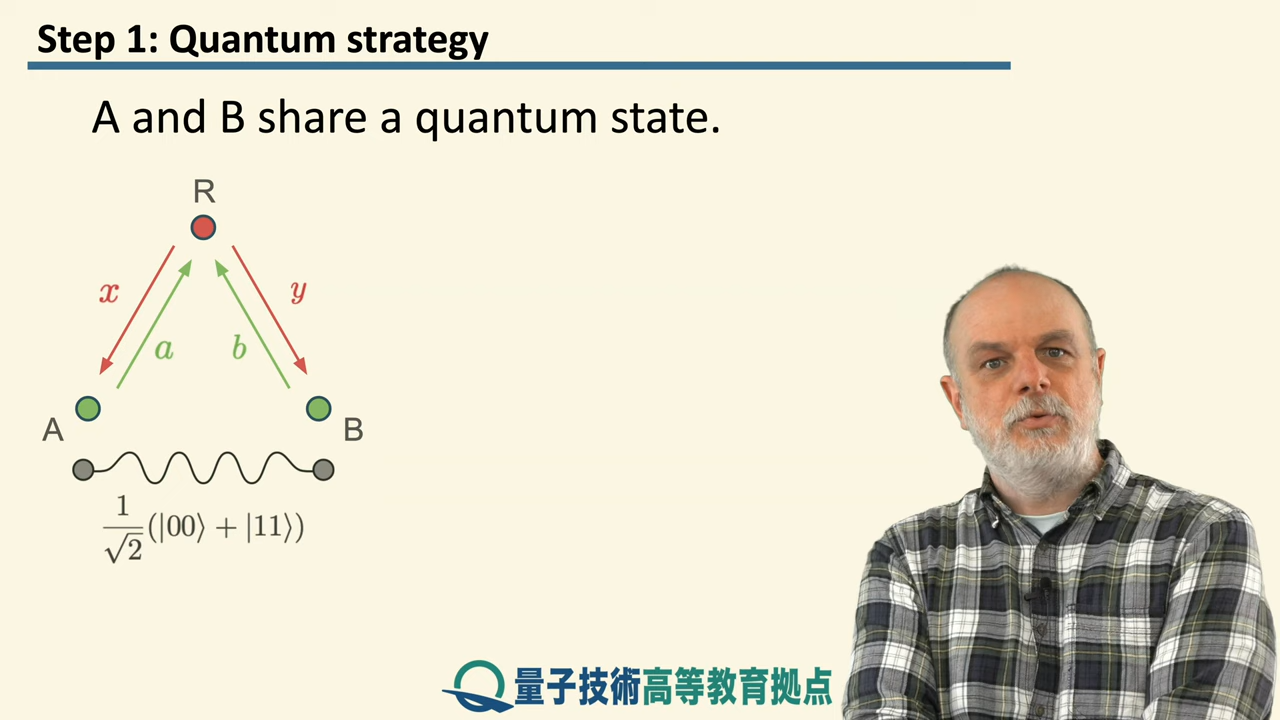 Step 1: Quantum strategy
A and B share a quantum state.
R
x
y
a
b
A
B
1/√2 (|00⟩ + |11⟩)
量子技術高等教育拠点